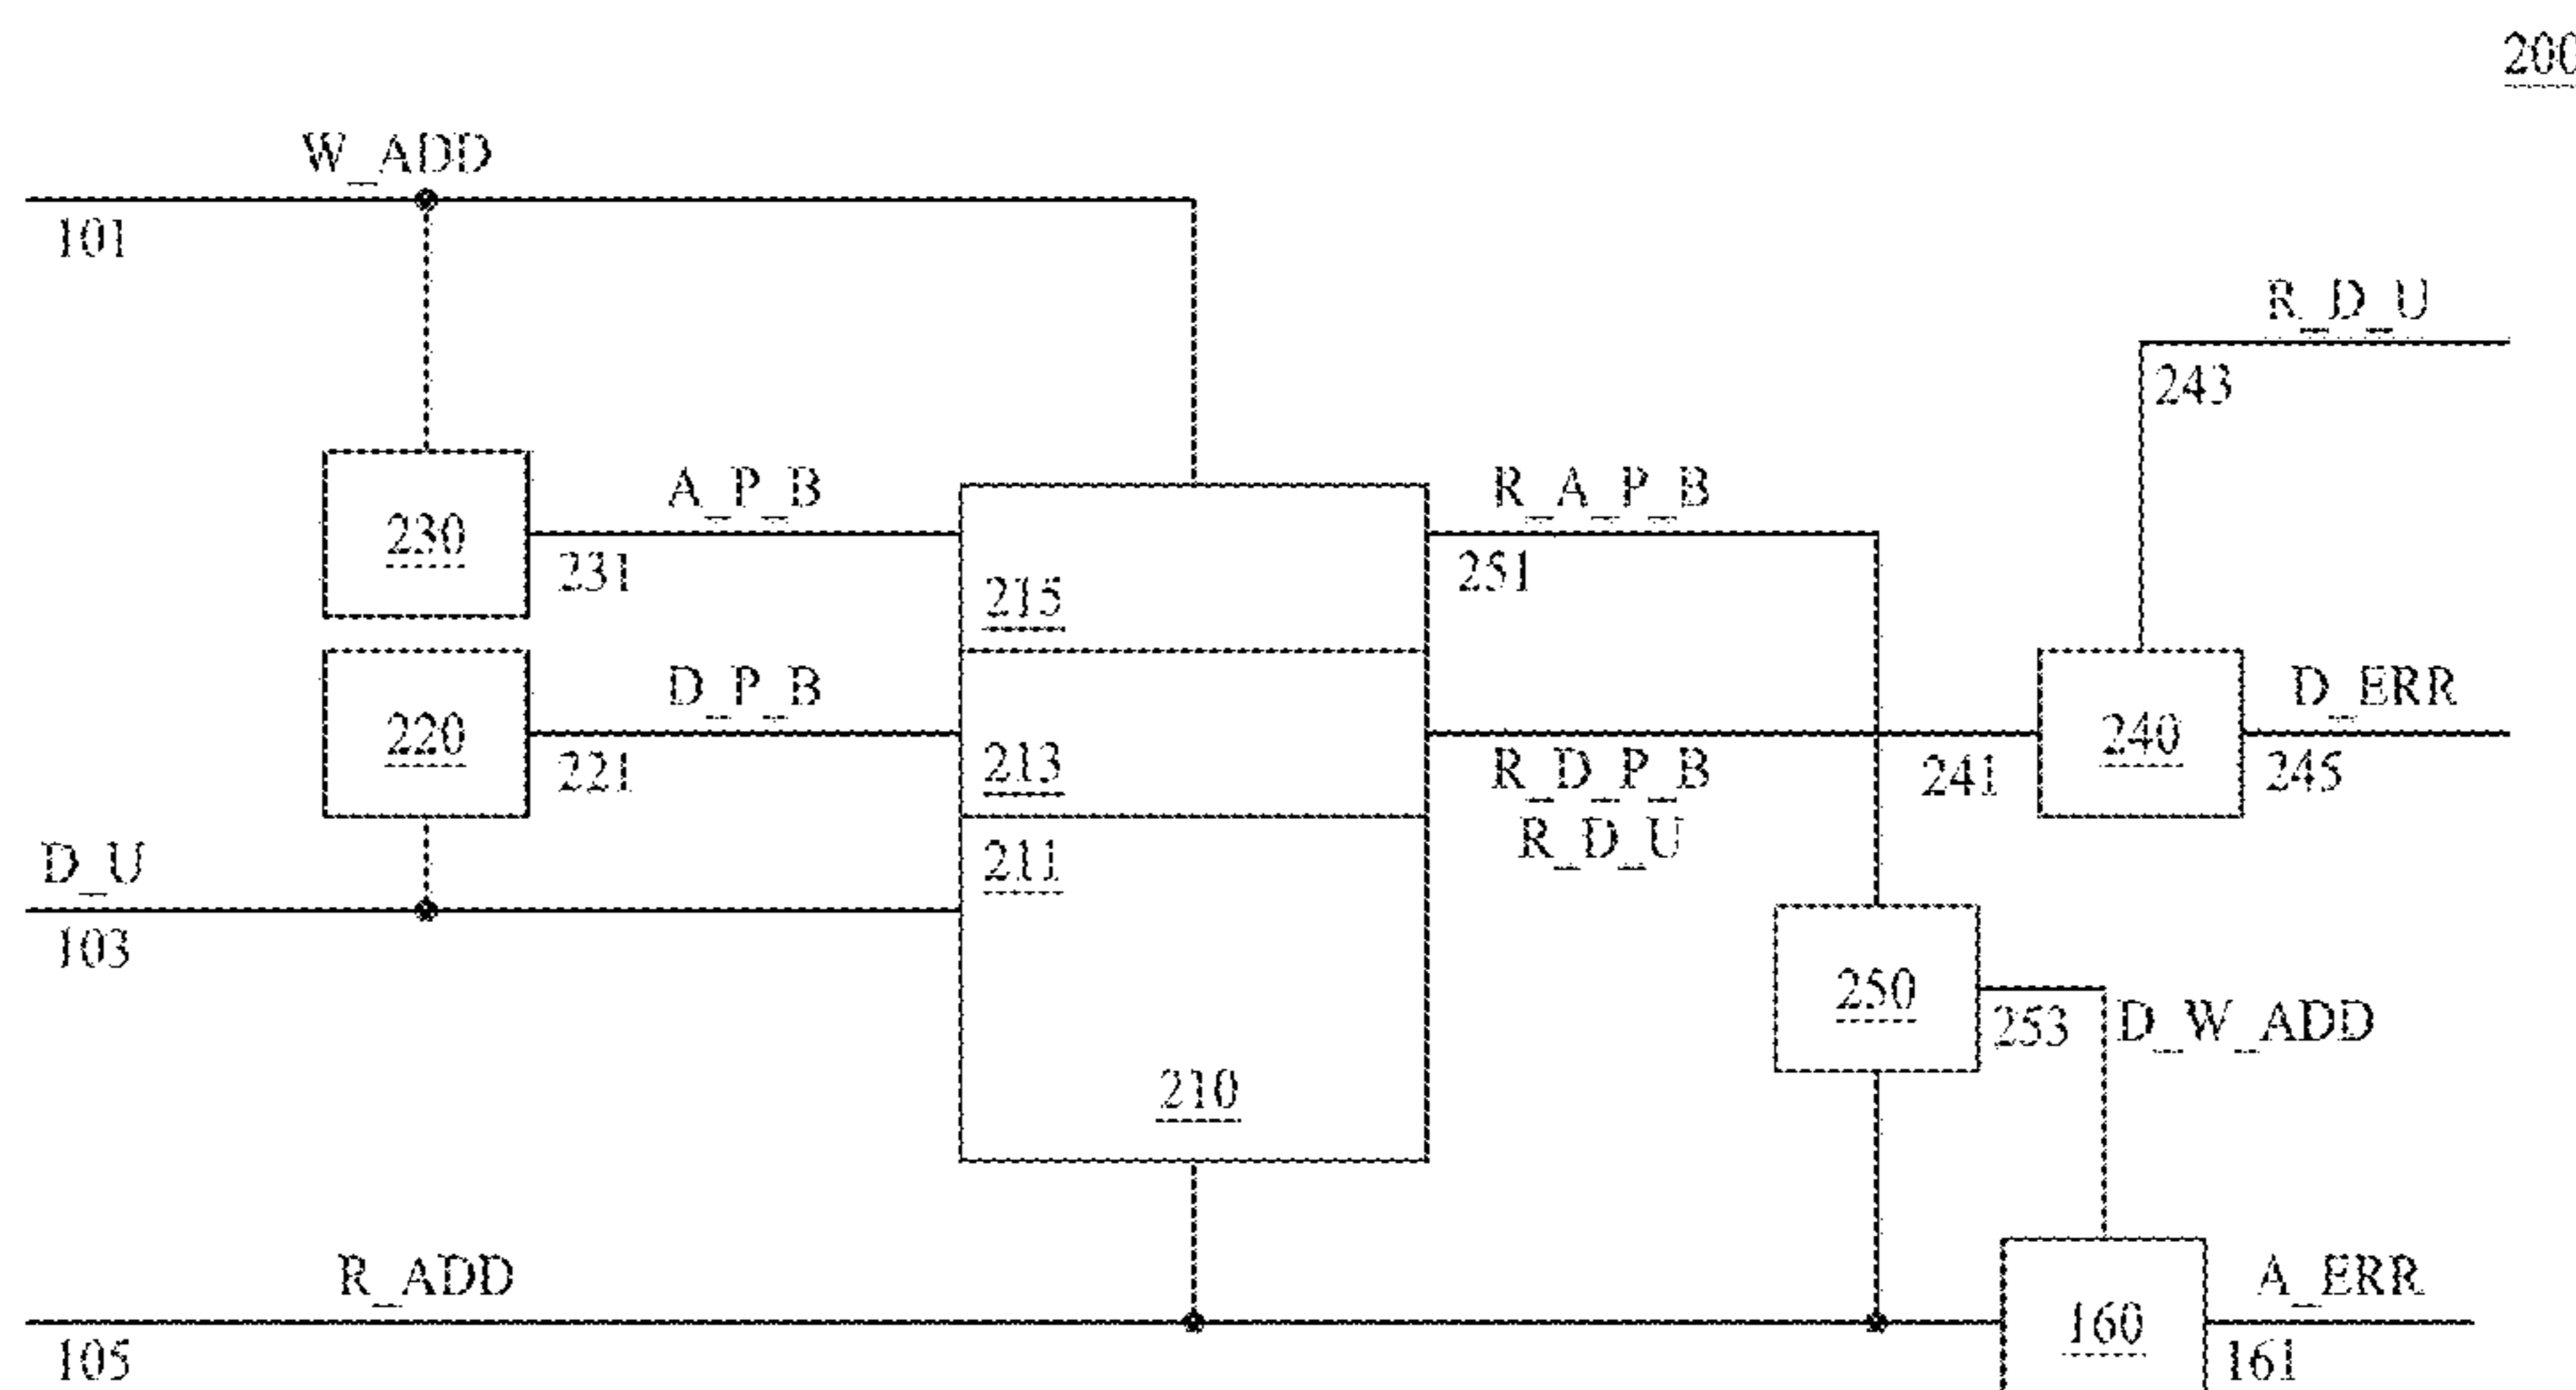 200
W_ADD
101
R_D_U
243
A_P_B
R_A_P_B
230
231
251
215
D_P_B
D_ERR
220
221
213
R_D_P_B
241
240
245
D_U
211
R_D_U
103
250
253
D_W_ADD
210
R_ADD
A_ERR
105
160
161